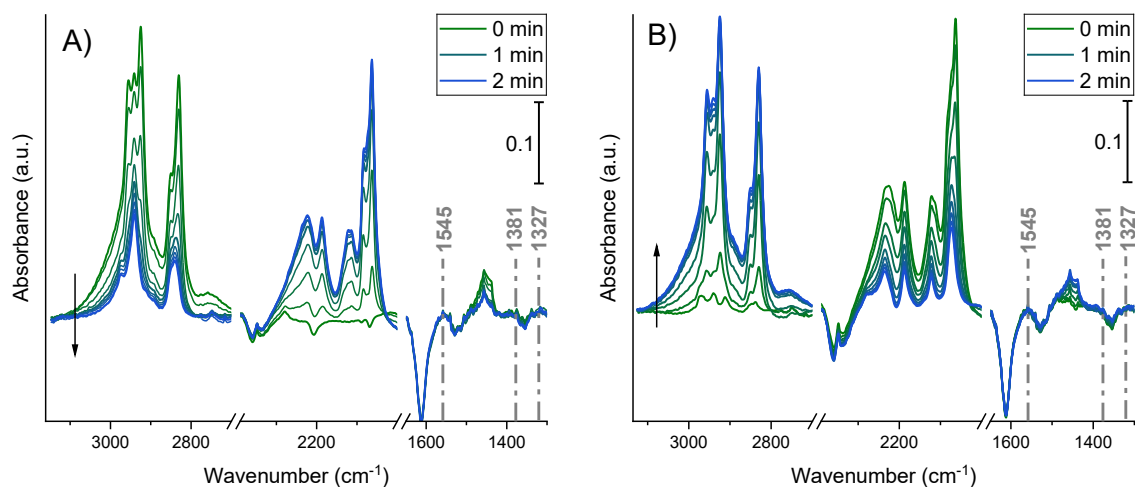 A)
0 min
1 min
2 min
0.1
1545
1381
1327
Absorbance (a.u.)
3000
2800
2200
1600
1400
Wavenumber (cm-1)
B)
0 min
1 min
2 min
0.1
1545
1381
1327
Absorbance (a.u.)
3000
2800
2200
1600
1400
Wavenumber (cm-1)